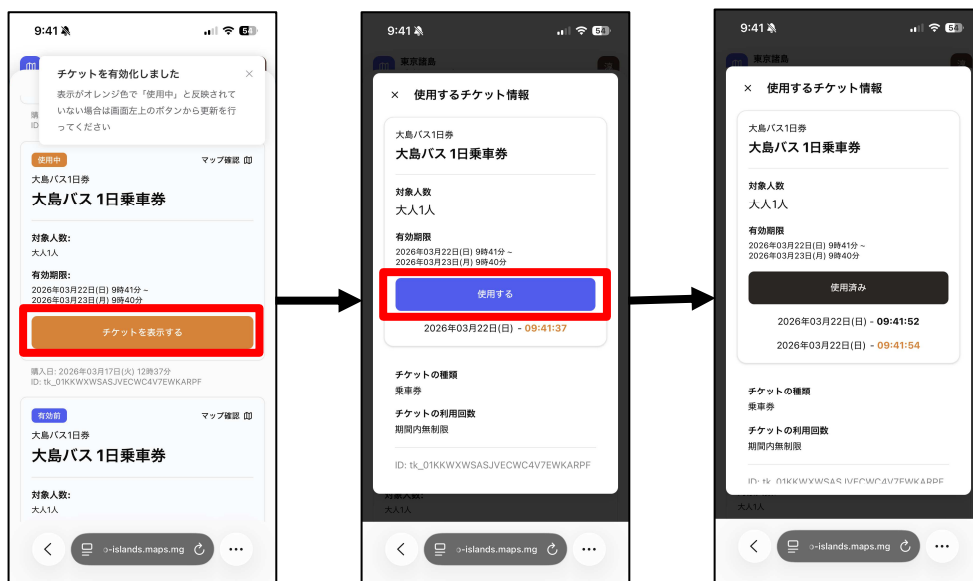 9:41
54
チケットを有効化しました
×
表示がオレンジ色で「使用中」と反映されて
いない場合は画面左上のボタンから更新を行
ってください
購
ID
使用中
マップ確認
大島バス1日券
大島バス 1日乗車券
対象人数:
大人1人
有効期限:
2026年03月22日(日) 9時41分 ~
2026年03月23日(月) 9時40分
チケットを表示する
購入日: 2026年03月17日(火) 12時37分
ID: tk_01KKWXWSASJVECWC4V7EWKARPF
有効前
マップ確認
大島バス1日券
大島バス 1日乗車券
対象人数:
大人1人
o-islands.maps.mg
9:41
54
東京諸島
× 使用するチケット情報
大島バス1日券
大島バス 1日乗車券
対象人数
大人1人
有効期限
2026年03月22日(日) 9時41分 ~
2026年03月23日(月) 9時40分
使用する
2026年03月22日(日) - 09:41:37
チケットの種類
乗車券
チケットの利用回数
期間内無制限
ID: tk_01KKWXWSASJVECWC4V7EWKARPF
対象人数:
大人1人
o-islands.maps.mg
9:41
54
東京諸島
× 使用するチケット情報
大島バス1日券
大島バス 1日乗車券
対象人数
大人1人
有効期限
2026年03月22日(日) 9時41分 ~
2026年03月23日(月) 9時40分
使用済み
2026年03月22日(日) - 09:41:52
2026年03月22日(日) - 09:41:54
チケットの種類
乗車券
チケットの利用回数
期間内無制限
ID: tk_01KKWXWSASJVECWC4V7EWKARPF
大人1人
o-islands.maps.mg